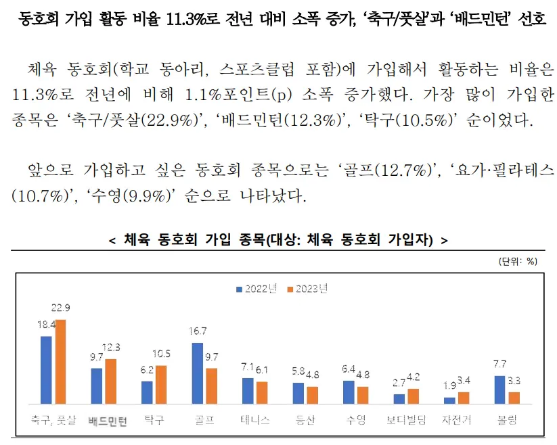 동호회 가입 활동 비율 11.3%로 전년 대비 소폭 증가, ‘축구/풋살’과 ‘배드민턴’ 선호
체육 동호회(학교 동아리, 스포츠클럽 포함)에 가입해서 활동하는 비율은
11.3%로 전년에 비해 1.1%포인트(p) 소폭 증가했다. 가장 많이 가입한
종목은 ‘축구/풋살(22.9%)’, ‘배드민턴(12.3%)’, ‘탁구(10.5%)’ 순이었다.
앞으로 가입하고 싶은 동호회 종목으로는 ‘골프(12.7%)’, ‘요가·필라테스
(10.7%)’, ‘수영(9.9%)’ 순으로 나타났다.
< 체육 동호회 가입 종목(대상: 체육 동호회 가입자) >
(단위: %)
2022년 2023년
18.4 22.9 9.7 12.3 6.2 10.5 16.7 9.7 7.1 6.1 5.8 4.8 6.4 4.8 2.7 4.2 1.9 3.4 7.7 3.3
축구, 풋살 배드민턴 탁구 골프 테니스 등산 수영 보디빌딩 자전거 볼링